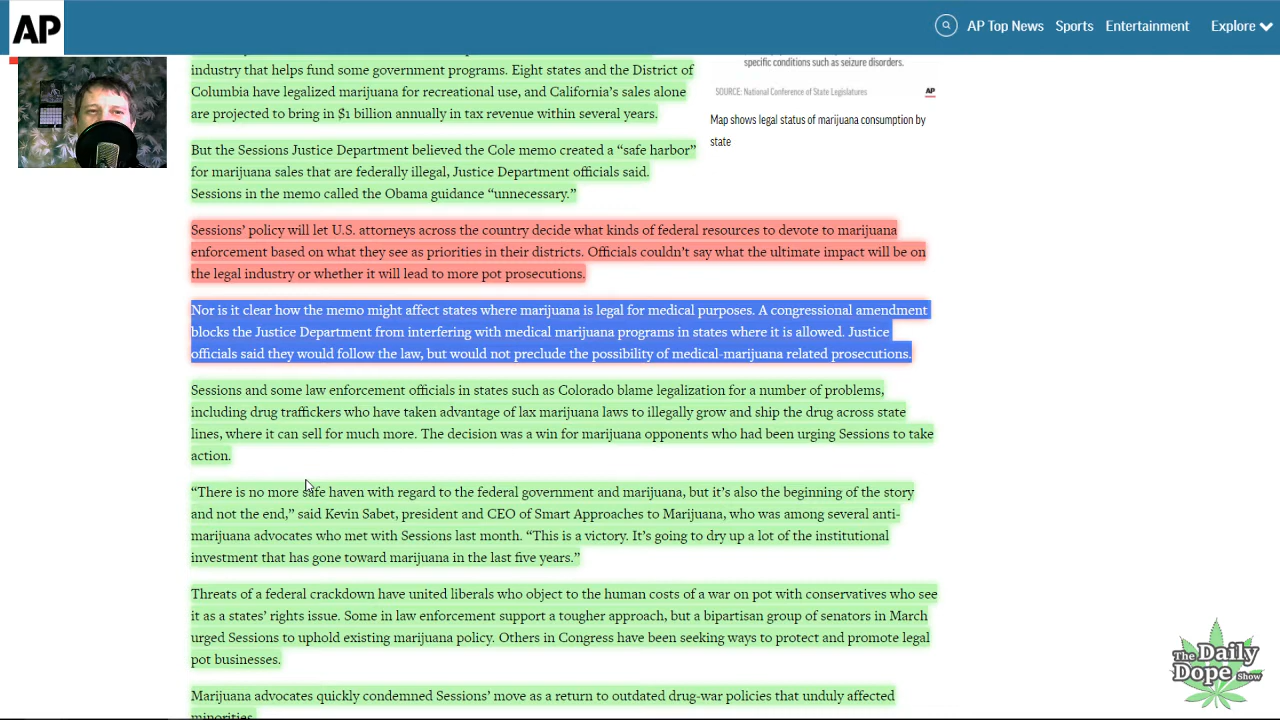 AP
AP Top News Sports Entertainment Explore
specific conditions such as seizure disorders.
SOURCE: National Conference of State Legislatures AP
Map shows legal status of marijuana consumption by
state
industry that helps fund some government programs. Eight states and the District of
Columbia have legalized marijuana for recreational use, and California’s sales alone
are projected to bring in $1 billion annually in tax revenue within several years.
But the Sessions Justice Department believed the Cole memo created a “safe harbor”
for marijuana sales that are federally illegal, Justice Department officials said.
Sessions in the memo called the Obama guidance “unnecessary.”
Sessions’ policy will let U.S. attorneys across the country decide what kinds of federal resources to devote to marijuana
enforcement based on what they see as priorities in their districts. Officials couldn’t say what the ultimate impact will be on
the legal industry or whether it will lead to more pot prosecutions.
Nor is it clear how the memo might affect states where marijuana is legal for medical purposes. A congressional amendment
blocks the Justice Department from interfering with medical marijuana programs in states where it is allowed. Justice
officials said they would follow the law, but would not preclude the possibility of medical-marijuana related prosecutions.
Sessions and some law enforcement officials in states such as Colorado blame legalization for a number of problems,
including drug traffickers who have taken advantage of lax marijuana laws to illegally grow and ship the drug across state
lines, where it can sell for much more. The decision was a win for marijuana opponents who had been urging Sessions to take
action.
“There is no more safe haven with regard to the federal government and marijuana, but it’s also the beginning of the story
and not the end,” said Kevin Sabet, president and CEO of Smart Approaches to Marijuana, who was among several anti-
marijuana advocates who met with Sessions last month. “This is a victory. It’s going to dry up a lot of the institutional
investment that has gone toward marijuana in the last five years.”
Threats of a federal crackdown have united liberals who object to the human costs of a war on pot with conservatives who see
it as a states’ rights issue. Some in law enforcement support a tougher approach, but a bipartisan group of senators in March
urged Sessions to uphold existing marijuana policy. Others in Congress have been seeking ways to protect and promote legal
pot businesses.
Marijuana advocates quickly condemned Sessions’ move as a return to outdated drug-war policies that unduly affected
minorities.
The Daily
Dope Show